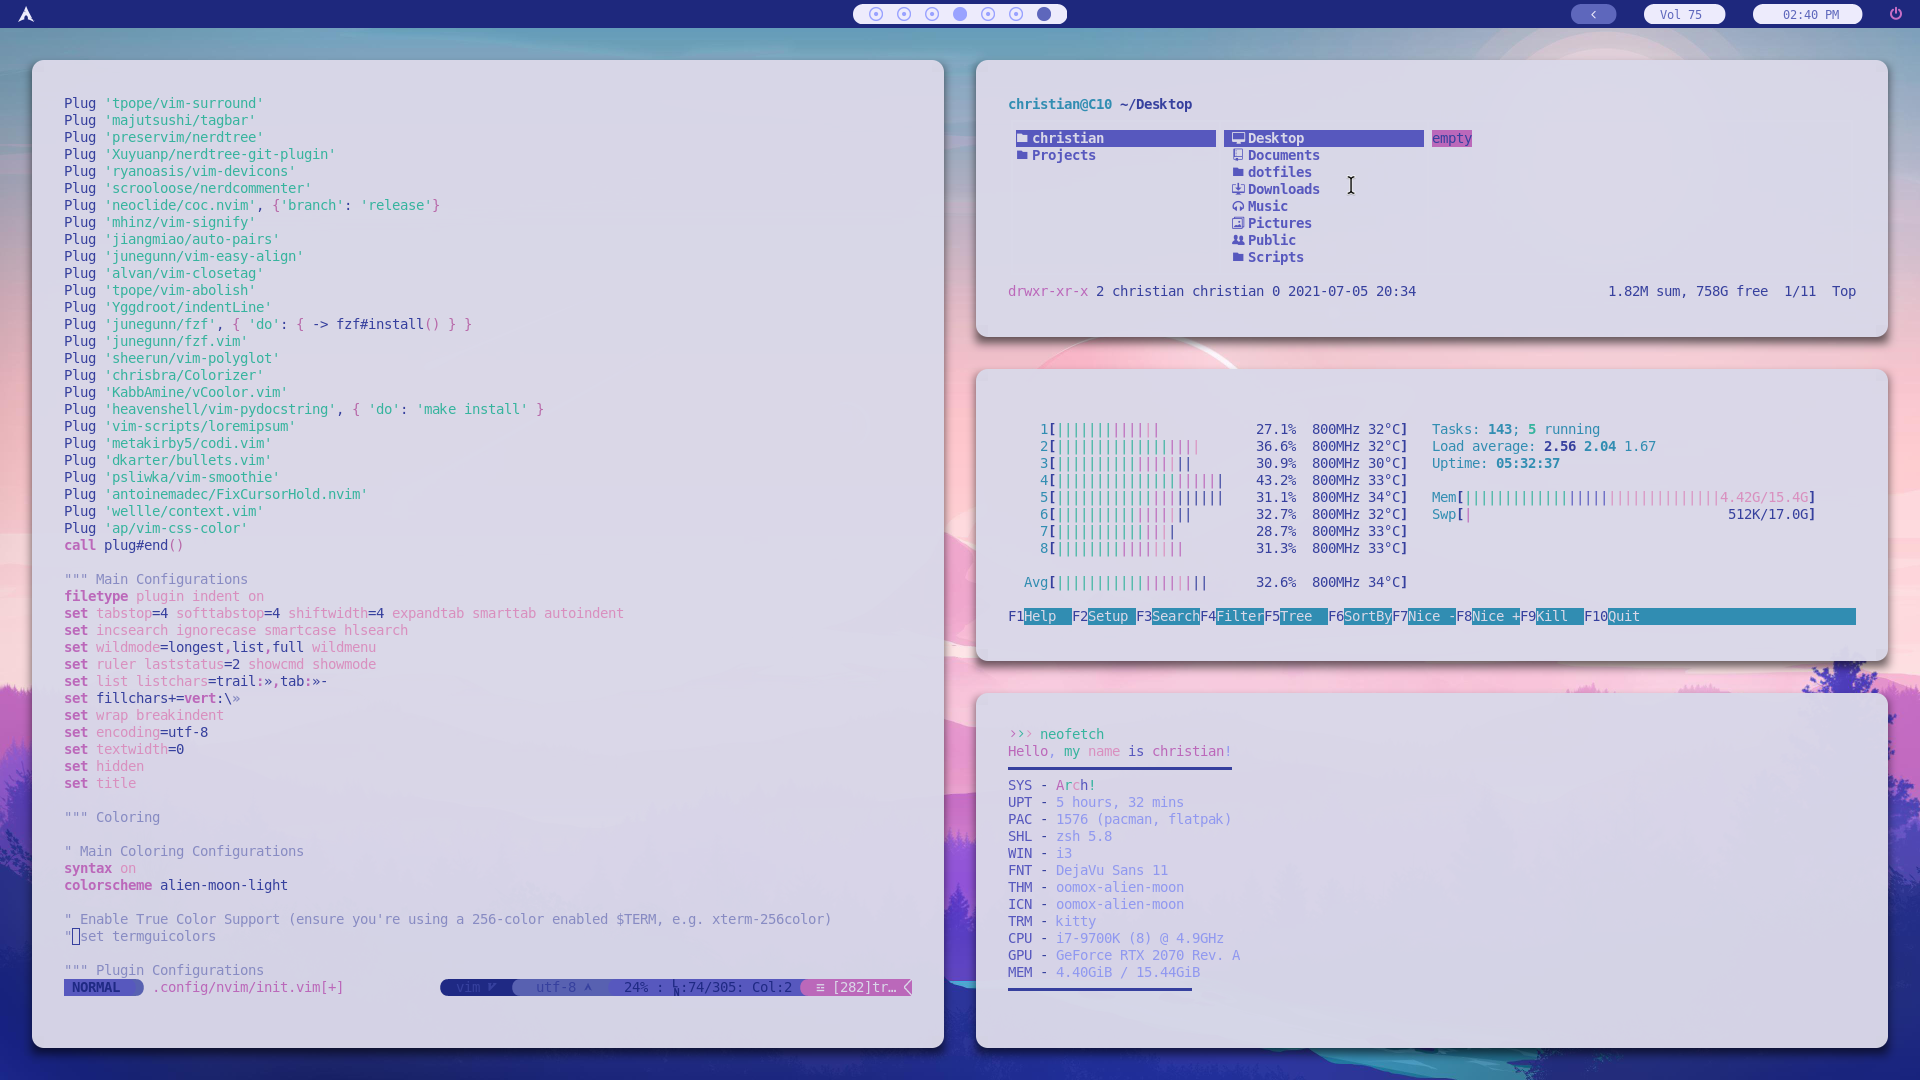 Vol 75
02:40 PM
Plug 'tpope/vim-surround'
Plug 'majutsushi/tagbar'
Plug 'preservim/nerdtree'
Plug 'Xuyuanp/nerdtree-git-plugin'
Plug 'ryanoasis/vim-devicons'
Plug 'scrooloose/nerdcommenter'
Plug 'neoclide/coc.nvim', {'branch': 'release'}
Plug 'mhinz/vim-signify'
Plug 'jiangmiao/auto-pairs'
Plug 'junegunn/vim-easy-align'
Plug 'alvan/vim-closetag'
Plug 'tpope/vim-abolish'
Plug 'Yggdroot/indentLine'
Plug 'junegunn/fzf', { 'do': { -> fzf#install() } }
Plug 'junegunn/fzf.vim'
Plug 'sheerun/vim-polyglot'
Plug 'chrisbra/Colorizer'
Plug 'KabbAmine/vCoolor.vim'
Plug 'heavenshell/vim-pydocstring', { 'do': 'make install' }
Plug 'vim-scripts/loremipsum'
Plug 'metakirby5/codi.vim'
Plug 'dkarter/bullets.vim'
Plug 'psliwka/vim-smoothie'
Plug 'antoinemadec/FixCursorHold.nvim'
Plug 'wellle/context.vim'
Plug 'ap/vim-css-color'
call plug#end()
""" Main Configurations
filetype plugin indent on
set tabstop=4 softtabstop=4 shiftwidth=4 expandtab smarttab autoindent
set incsearch ignorecase smartcase hlsearch
set wildmode=longest,list,full wildmenu
set ruler laststatus=2 showcmd showmode
set list listchars=trail:»,tab:»-
set fillchars+=vert:\»
set wrap breakindent
set encoding=utf-8
set textwidth=0
set hidden
set title
""" Coloring
" Main Coloring Configurations
syntax on
colorscheme alien-moon-light
" Enable True Color Support (ensure you're using a 256-color enabled $TERM, e.g. xterm-256color)
" set termguicolors
""" Plugin Configurations
NORMAL .config/nvim/init.vim[+] vim utf-8 24% : :74/305: Col:2 [282]tr…
christian@C10 ~/Desktop
christian Desktop empty
Projects Documents
dotfiles
Downloads
Music
Pictures
Public
Scripts
drwxr-xr-x 2 christian christian 0 2021-07-05 20:34 1.82M sum, 758G free 1/11 Top
1[||||||||||||| 27.1% 800MHz 32°C] Tasks: 143; 5 running
2[|||||||||||||||||| 36.6% 800MHz 32°C] Load average: 2.56 2.04 1.67
3[||||||||||||||||| 30.9% 800MHz 30°C] Uptime: 05:32:37
4[||||||||||||||||||||| 43.2% 800MHz 33°C]
5[||||||||||||||||||||| 31.1% 800MHz 34°C] Mem[||||||||||||||||||||||||||||||||4.42G/15.4G]
6[||||||||||||||||| 32.7% 800MHz 32°C] Swp[| 512K/17.0G]
7[||||||||||||||| 28.7% 800MHz 33°C]
8[|||||||||||||||| 31.3% 800MHz 33°C]
Avg[||||||||||||||||||| 32.6% 800MHz 34°C]
F1Help F2Setup F3SearchF4FilterF5Tree F6SortByF7Nice -F8Nice +F9Kill F10Quit
››› neofetch
Hello, my name is christian!
SYS - Arch!
UPT - 5 hours, 32 mins
PAC - 1576 (pacman, flatpak)
SHL - zsh 5.8
WIN - i3
FNT - DejaVu Sans 11
THM - oomox-alien-moon
ICN - oomox-alien-moon
TRM - kitty
CPU - i7-9700K (8) @ 4.9GHz
GPU - GeForce RTX 2070 Rev. A
MEM - 4.40GiB / 15.44GiB